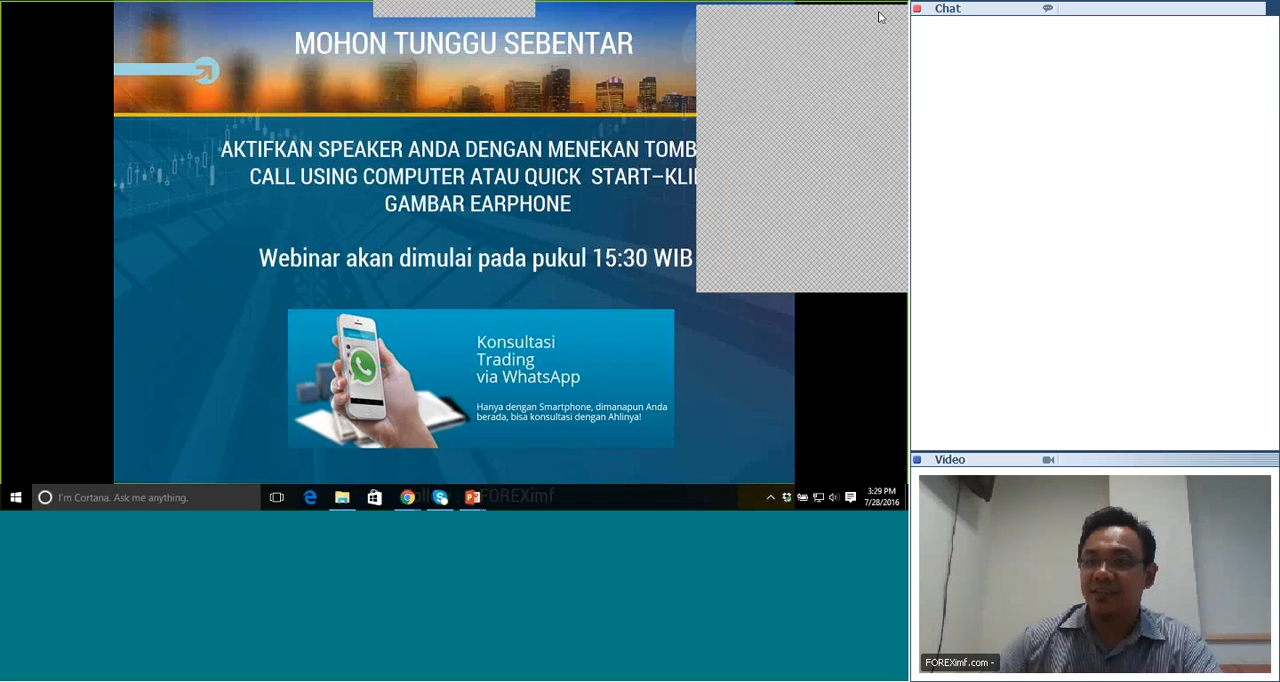 MOHON TUNGGU SEBENTAR
AKTIFKAN SPEAKER ANDA DENGAN MENEKAN
CALL USING COMPUTER ATAU QUICK START–
GAMBAR EARPHONE
Webinar akan dimulai pada pukul 15:30 WIB
Konsultasi
Trading
via WhatsApp
Hanya dengan Smartphone, dimanapun Anda
berada, bisa konsultasi dengan Ahlinya!
FOREXimf
I'm Cortana. Ask me anything.
3:29 PM
7/28/2016
Chat
Video
FOREXimf.com -